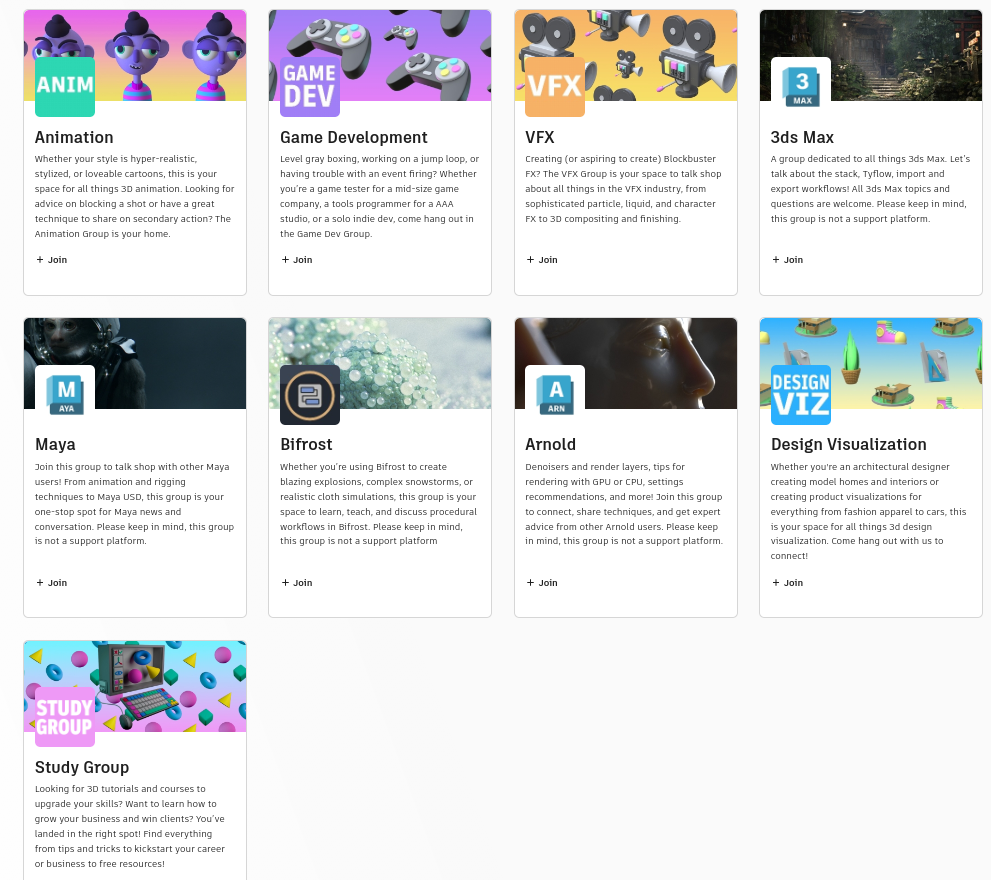 ANIM
Animation
Whether your style is hyper-realistic,
stylized, or loveable cartoons, this is your
space for all things 3D animation. Looking for
advice on blocking a shot or have a great
technique to share on secondary action? The
Animation Group is your home.
+ Join
GAME
DEV
Game Development
Level gray boxing, working on a jump loop, or
having trouble with an event firing? Whether
you're a game tester for a mid-size game
company, a tools programmer for a AAA
studio, or a solo indie dev, come hang out in
the Game Dev Group.
+ Join
VFX
VFX
Creating (or aspiring to create) Blockbuster
FX? The VFX Group is your space to talk shop
about all things in the VFX industry, from
sophisticated particle, liquid, and character
FX to 3D compositing and finishing.
+ Join
3
MAX
3ds Max
A group dedicated to all things 3ds Max. Let's
talk about the stack, Tyflow, import and
export workflows! All 3ds Max topics and
questions are welcome. Please keep in mind,
this group is not a support platform.
+ Join
M
AYA
Maya
Join this group to talk shop with other Maya
users! From animation and rigging
techniques to Maya USD, this group is your
one-stop spot for Maya news and
conversation. Please keep in mind, this group
is not a support platform.
+ Join
Bifrost
Whether you're using Bifrost to create
blazing explosions, complex snowstorms, or
realistic cloth simulations, this group is your
space to learn, teach, and discuss procedural
workflows in Bifrost. Please keep in mind,
this group is not a support platform
+ Join
A
ARN
Arnold
Denoisers and render layers, tips for
rendering with GPU or CPU, settings
recommendations, and more! Join this group
to connect, share techniques, and get expert
advice from other Arnold users. Please keep
in mind, this group is not a support platform.
+ Join
DESIGN
VIZ
Design Visualization
Whether you're an architectural designer
creating model homes and interiors or
creating product visualizations for
everything from fashion apparel to cars, this
is your space for all things 3d design
visualization. Come hang out with us to
connect!
+ Join
STUDY
GROUP
Study Group
Looking for 3D tutorials and courses to
upgrade your skills? Want to learn how to
grow your business and win clients? You've
landed in the right spot! Find everything
from tips and tricks to kickstart your career
or business to free resources!